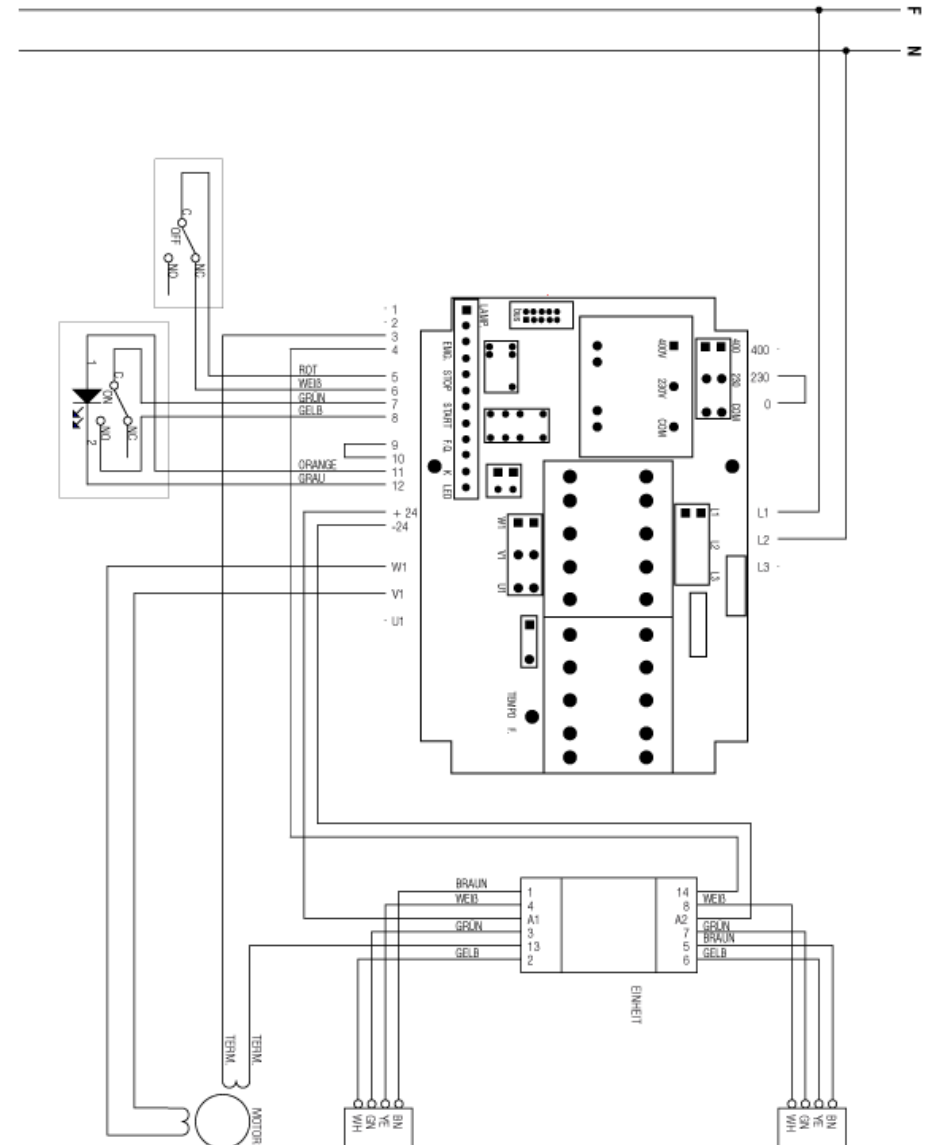 F
N
C
OFF
NC
NO
1
C
ON
NC
NO
2
ROT
WEIß
GRÜN
GELB
ORANGE
GRAU
1
2
3
4
5
6
7
8
9
10
11
12
+ 24
-24
W1
V1
U1
LAMP.
EMG.
STOP
START
F.Q.
K
LED
bus
400V
230V
COM
400
230
COM
W1
V1
U1
L1
L2
L3
TEMPO F.
400
230
0
L1
L2
L3
BRAUN
WEIß
GRÜN
GELB
1
4
A1
3
13
2
14
8
A2
7
5
6
WEIß
GRÜN
BRAUN
GELB
EINHEIT
TERM.
TERM.
MOTOR
WH
GN
YE
BN
WH
GN
YE
BN